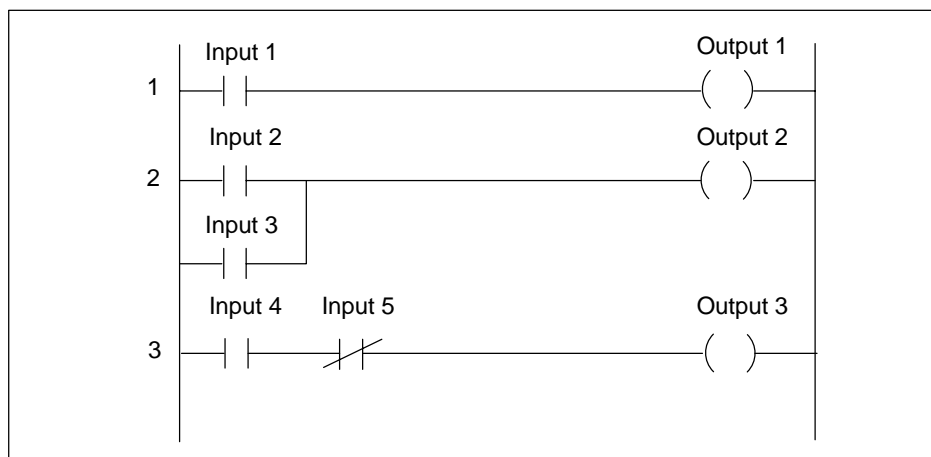 Input 1 Output 1
1
Input 2 Output 2
2
Input 3
Input 4 Input 5 Output 3
3